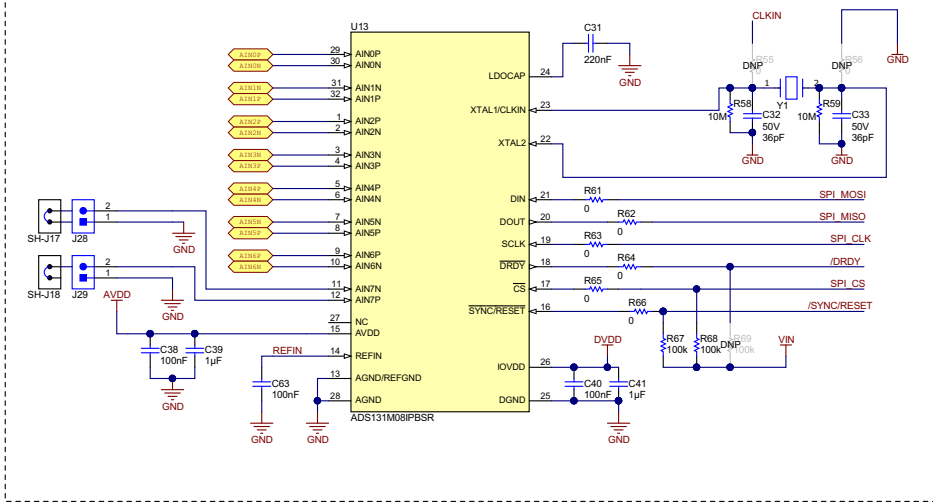 U13
CLKIN
C31
220nF
GND
LDOCAP 24
R55
DNP
0
R56
DNP
0
GND
29 AIN0P
AIN0P
30 AIN0N
AIN0N
31 AIN1N
AIN1N
32 AIN1P
AIN1P
1 AIN2P
AIN2P
2 AIN2N
AIN2N
3 AIN3N
AIN3N
4 AIN3P
AIN3P
5 AIN4P
AIN4P
6 AIN4N
AIN4N
7 AIN5N
AIN5N
8 AIN5P
AIN5P
9 AIN6P
AIN6P
10 AIN6N
AIN6N
11 AIN7N
12 AIN7P
27 NC
15 AVDD
14 REFIN
13 AGND/REFGND
28 AGND
XTAL1/CLKIN 23
XTAL2 22
1
Y1
2
R58
10M
C32
50V
36pF
GND
R59
10M
C33
50V
36pF
GND
DIN 21
R61
0
SPI_MOSI
DOUT 20
R62
0
SPI_MISO
SCLK 19
R63
0
SPI_CLK
DRDY 18
R64
0
/DRDY
CS 17
R65
0
SPI_CS
SYNC/RESET 16
R66
0
/SYNC/RESET
R67
100k
R68
100k
R69
DNP
100k
VIN
IOVDD 26
DVDD
C40
100nF
C41
1µF
DGND 25
GND
SH-J17
J28
2
1
GND
SH-J18
J29
2
1
GND
AVDD
C38
100nF
C39
1µF
GND
REFIN
C63
100nF
GND
GND
ADS131M08IPBSR